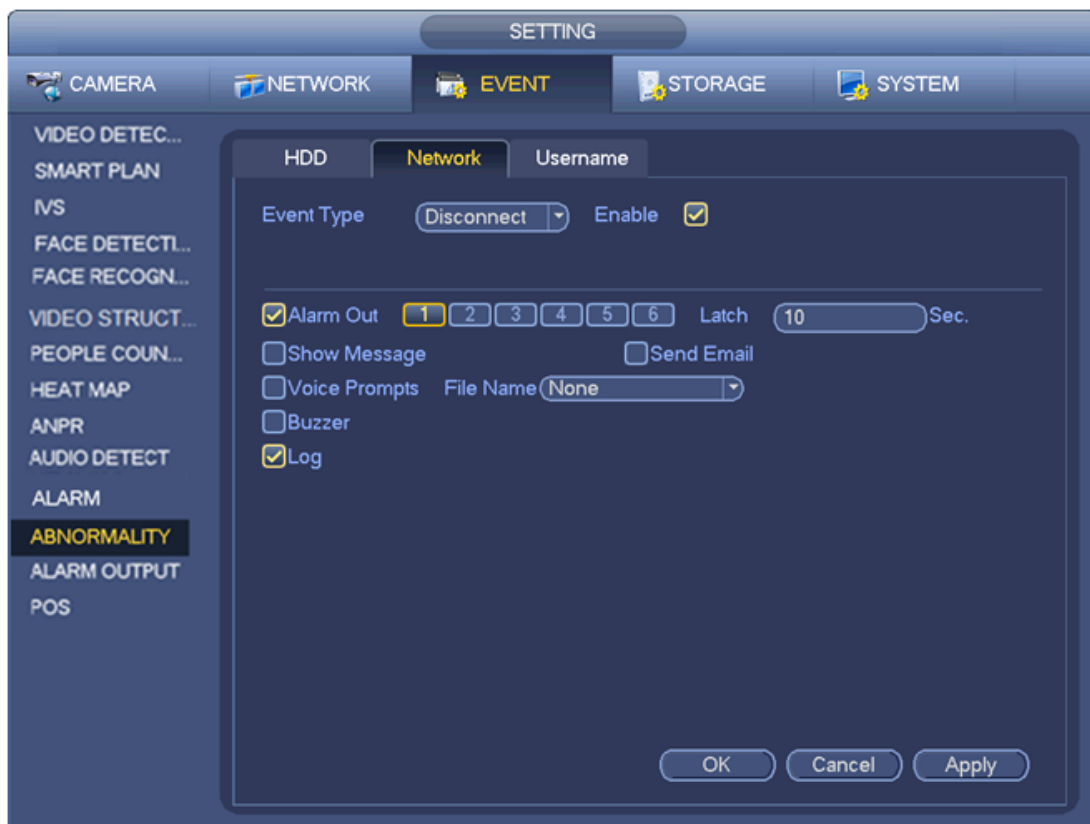 SETTING
CAMERA NETWORK EVENT STORAGE SYSTEM
VIDEO DETEC...
SMART PLAN
IVS
FACE DETECTI...
FACE RECOGN...
VIDEO STRUCT...
PEOPLE COUN...
HEAT MAP
ANPR
AUDIO DETECT
ALARM
ABNORMALITY
ALARM OUTPUT
POS
HDD Network Username
Event Type Disconnect Enable
Alarm Out 1 2 3 4 5 6 Latch 10 Sec.
Show Message Send Email
Voice Prompts File Name None
Buzzer
Log
OK Cancel Apply